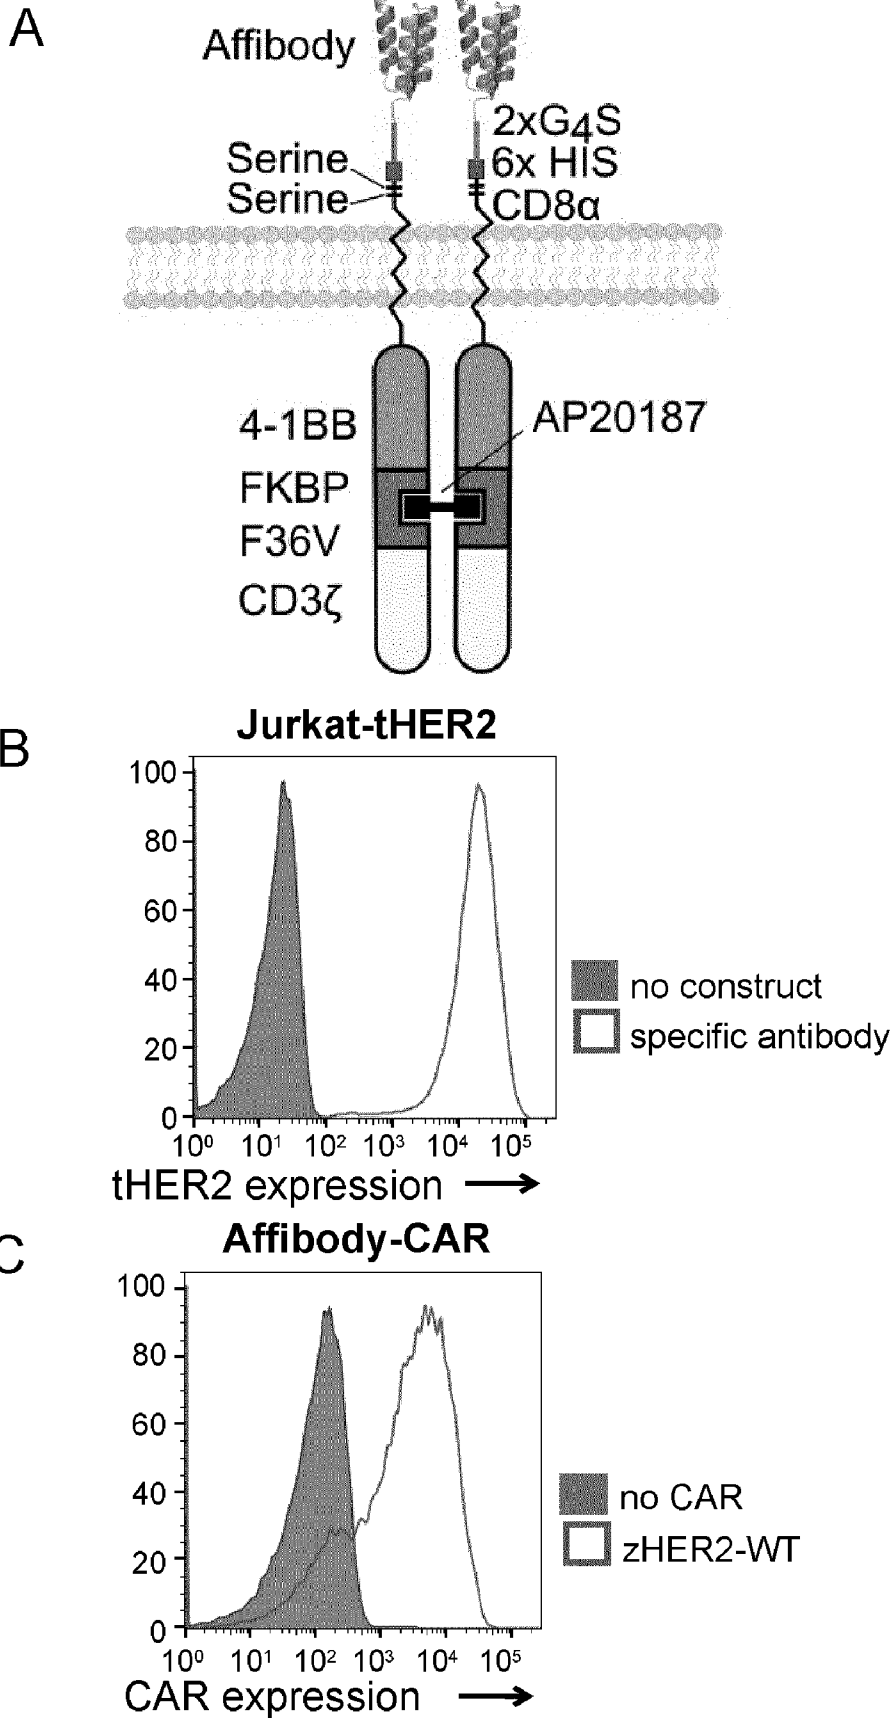 A
Affibody
2xG4S
Serine
6x HIS
Serine
CD8α
4-1BB
AP20187
FKBP
F36V
CD3ζ
B
Jurkat-tHER2
100
80
60
40
20
0
no construct
specific antibody
10⁰ 10¹ 10² 10³ 10⁴ 10⁵
tHER2 expression
C
Affibody-CAR
100
80
60
40
20
0
no CAR
zHER2-WT
10⁰ 10¹ 10² 10³ 10⁴ 10⁵
CAR expression